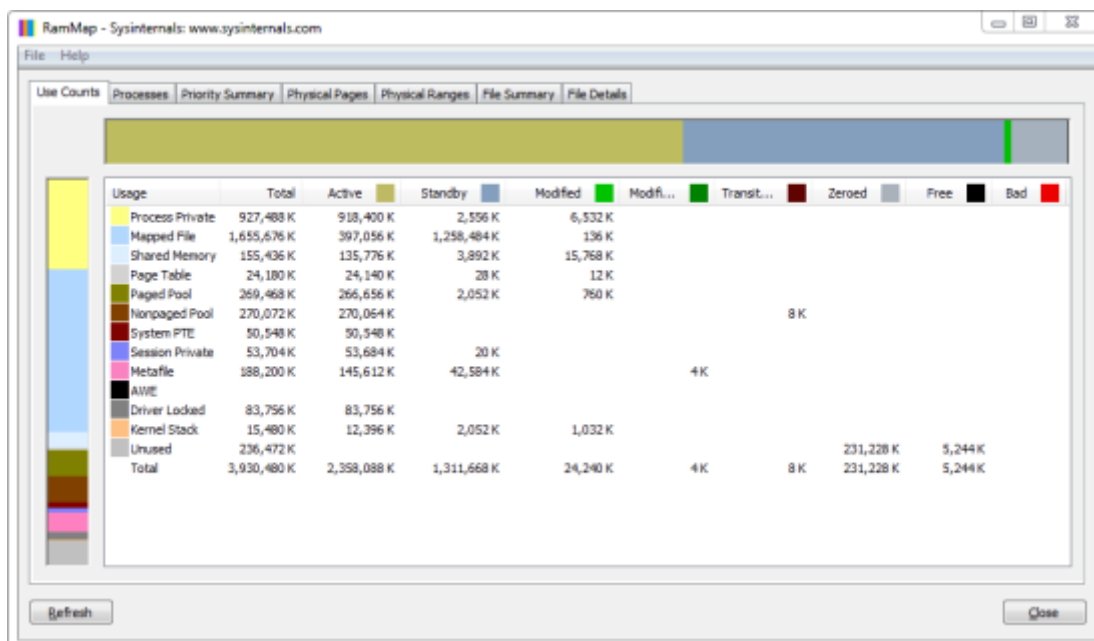 RamMap - Sysinternals: www.sysinternals.com
File Help
Use Counts Processes Priority Summary Physical Pages Physical Ranges File Summary File Details
Usage Total Active Standby Modified Modifi... Transit... Zeroed Free Bad
Process Private 927,488 K 918,400 K 2,556 K 6,532 K
Mapped File 1,655,676 K 397,056 K 1,258,484 K 136 K
Shared Memory 155,436 K 135,776 K 3,892 K 15,768 K
Page Table 24,180 K 24,140 K 28 K 12 K
Paged Pool 269,468 K 266,656 K 2,052 K 760 K
Nonpaged Pool 270,072 K 270,064 K 8 K
System PTE 50,548 K 50,548 K
Session Private 53,704 K 53,684 K 20 K
Metafile 188,200 K 145,612 K 42,584 K 4 K
AWE
Driver Locked 83,756 K 83,756 K
Kernel Stack 15,480 K 12,396 K 2,052 K 1,032 K
Unused 236,472 K 231,228 K 5,244 K
Total 3,930,480 K 2,358,088 K 1,311,668 K 24,240 K 4 K 8 K 231,228 K 5,244 K
Refresh Close